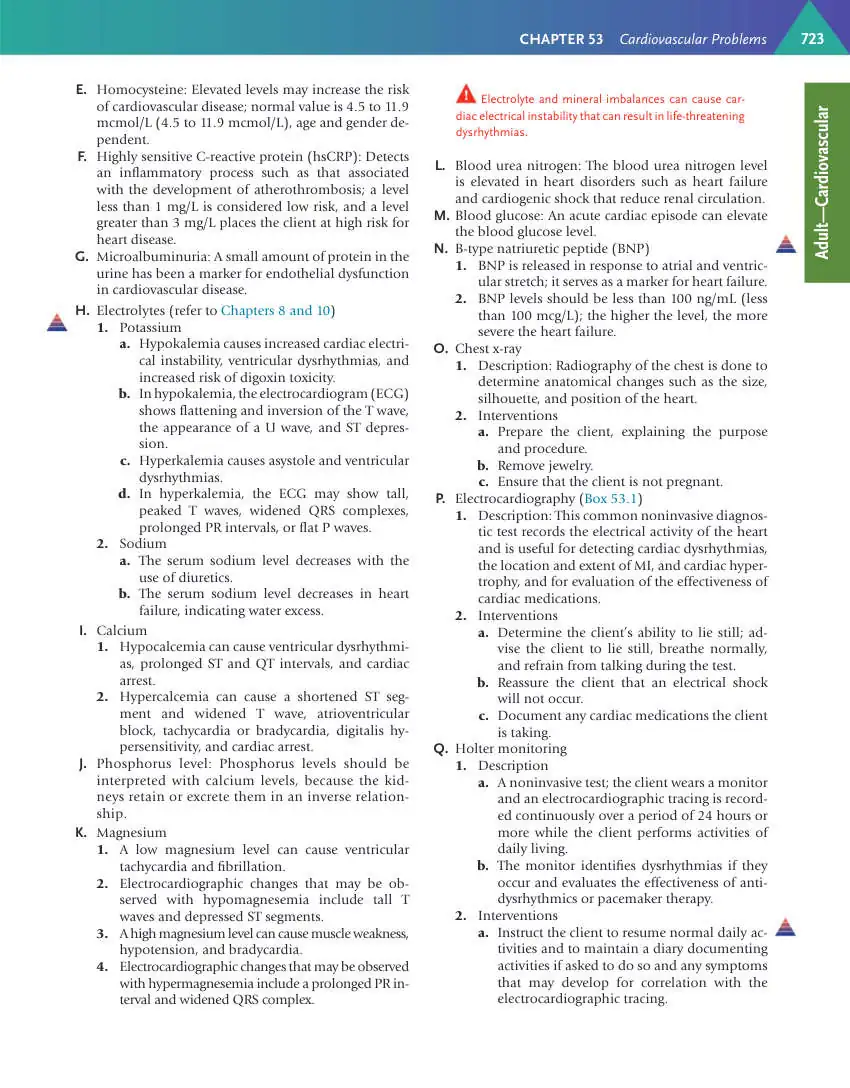 CHAPTER 53 Cardiovascular Problems 723
E. Homocysteine: Elevated levels may increase the risk
of cardiovascular disease; normal value is 4.5 to 11.9
mcmol/L (4.5 to 11.9 mcmol/L), age and gender de-
pendent.
F. Highly sensitive C-reactive protein (hsCRP): Detects
an inflammatory process such as that associated
with the development of atherothrombosis; a level
less than 1 mg/L is considered low risk, and a level
greater than 3 mg/L places the client at high risk for
heart disease.
G. Microalbuminuria: A small amount of protein in the
urine has been a marker for endothelial dysfunction
in cardiovascular disease.
H. Electrolytes (refer to Chapters 8 and 10)
1. Potassium
a. Hypokalemia causes increased cardiac electri-
cal instability, ventricular dysrhythmias, and
increased risk of digoxin toxicity.
b. In hypokalemia, the electrocardiogram (ECG)
shows flattening and inversion of the T wave,
the appearance of a U wave, and ST depres-
sion.
c. Hyperkalemia causes asystole and ventricular
dysrhythmias.
d. In hyperkalemia, the ECG may show tall,
peaked T waves, widened QRS complexes,
prolonged PR intervals, or flat P waves.
2. Sodium
a. The serum sodium level decreases with the
use of diuretics.
b. The serum sodium level decreases in heart
failure, indicating water excess.
I. Calcium
1. Hypocalcemia can cause ventricular dysrhythmi-
as, prolonged ST and QT intervals, and cardiac
arrest.
2. Hypercalcemia can cause a shortened ST seg-
ment and widened T wave, atrioventricular
block, tachycardia or bradycardia, digitalis hy-
persensitivity, and cardiac arrest.
J. Phosphorus level: Phosphorus levels should be
interpreted with calcium levels, because the kid-
neys retain or excrete them in an inverse relation-
ship.
K. Magnesium
1. A low magnesium level can cause ventricular
tachycardia and fibrillation.
2. Electrocardiographic changes that may be ob-
served with hypomagnesemia include tall T
waves and depressed ST segments.
3. A high magnesium level can cause muscle weakness,
hypotension, and bradycardia.
4. Electrocardiographic changes that may be observed
with hypermagnesemia include a prolonged PR in-
terval and widened QRS complex.
Electrolyte and mineral imbalances can cause car-
diac electrical instability that can result in life-threatening
dysrhythmias.
L. Blood urea nitrogen: The blood urea nitrogen level
is elevated in heart disorders such as heart failure
and cardiogenic shock that reduce renal circulation.
M. Blood glucose: An acute cardiac episode can elevate
the blood glucose level.
N. B-type natriuretic peptide (BNP)
1. BNP is released in response to atrial and ventric-
ular stretch; it serves as a marker for heart failure.
2. BNP levels should be less than 100 ng/mL (less
than 100 mcg/L); the higher the level, the more
severe the heart failure.
O. Chest x-ray
1. Description: Radiography of the chest is done to
determine anatomical changes such as the size,
silhouette, and position of the heart.
2. Interventions
a. Prepare the client, explaining the purpose
and procedure.
b. Remove jewelry.
c. Ensure that the client is not pregnant.
P. Electrocardiography (Box 53.1)
1. Description: This common noninvasive diagnos-
tic test records the electrical activity of the heart
and is useful for detecting cardiac dysrhythmias,
the location and extent of MI, and cardiac hyper-
trophy, and for evaluation of the effectiveness of
cardiac medications.
2. Interventions
a. Determine the client's ability to lie still; ad-
vise the client to lie still, breathe normally,
and refrain from talking during the test.
b. Reassure the client that an electrical shock
will not occur.
c. Document any cardiac medications the client
is taking.
Q. Holter monitoring
1. Description
a. A noninvasive test; the client wears a monitor
and an electrocardiographic tracing is record-
ed continuously over a period of 24 hours or
more while the client performs activities of
daily living.
b. The monitor identifies dysrhythmias if they
occur and evaluates the effectiveness of anti-
dysrhythmics or pacemaker therapy.
2. Interventions
a. Instruct the client to resume normal daily ac-
tivities and to maintain a diary documenting
activities if asked to do so and any symptoms
that may develop for correlation with the
electrocardiographic tracing.
Adult—Cardiovascular